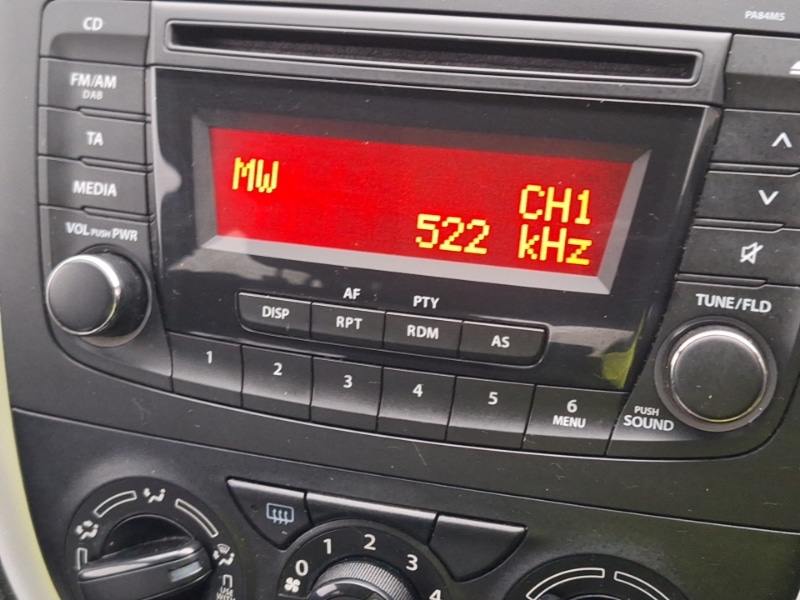 PA84M5
CD
FM/AM
DAB
TA
MEDIA
VOL PUSH PWR
MW
CH1
522 kHz
AF PTY
DISP RPT RDM AS
1 2 3 4 5 6
MENU
TUNE/FLD
PUSH
SOUND
0 1 2 3 4